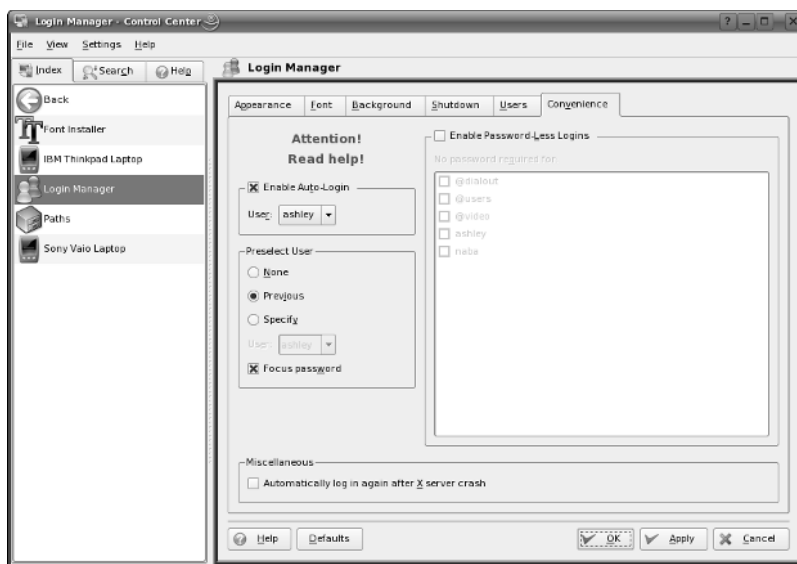 Login Manager - Control Center
File View Settings Help
Index Search Help
Login Manager
Back
Font Installer
IBM Thinkpad Laptop
Login Manager
Paths
Sony Vaio Laptop
Appearance Font Background Shutdown Users Convenience
Attention!
Read help!
Enable Auto-Login
User: ashley
Preselect User
None
Previous
Specify
User: ashley
Focus password
Enable Password-Less Logins
No password required for:
@dialout
@users
@video
ashley
naba
Miscellaneous
Automatically log in again after X server crash
Help Defaults OK Apply Cancel